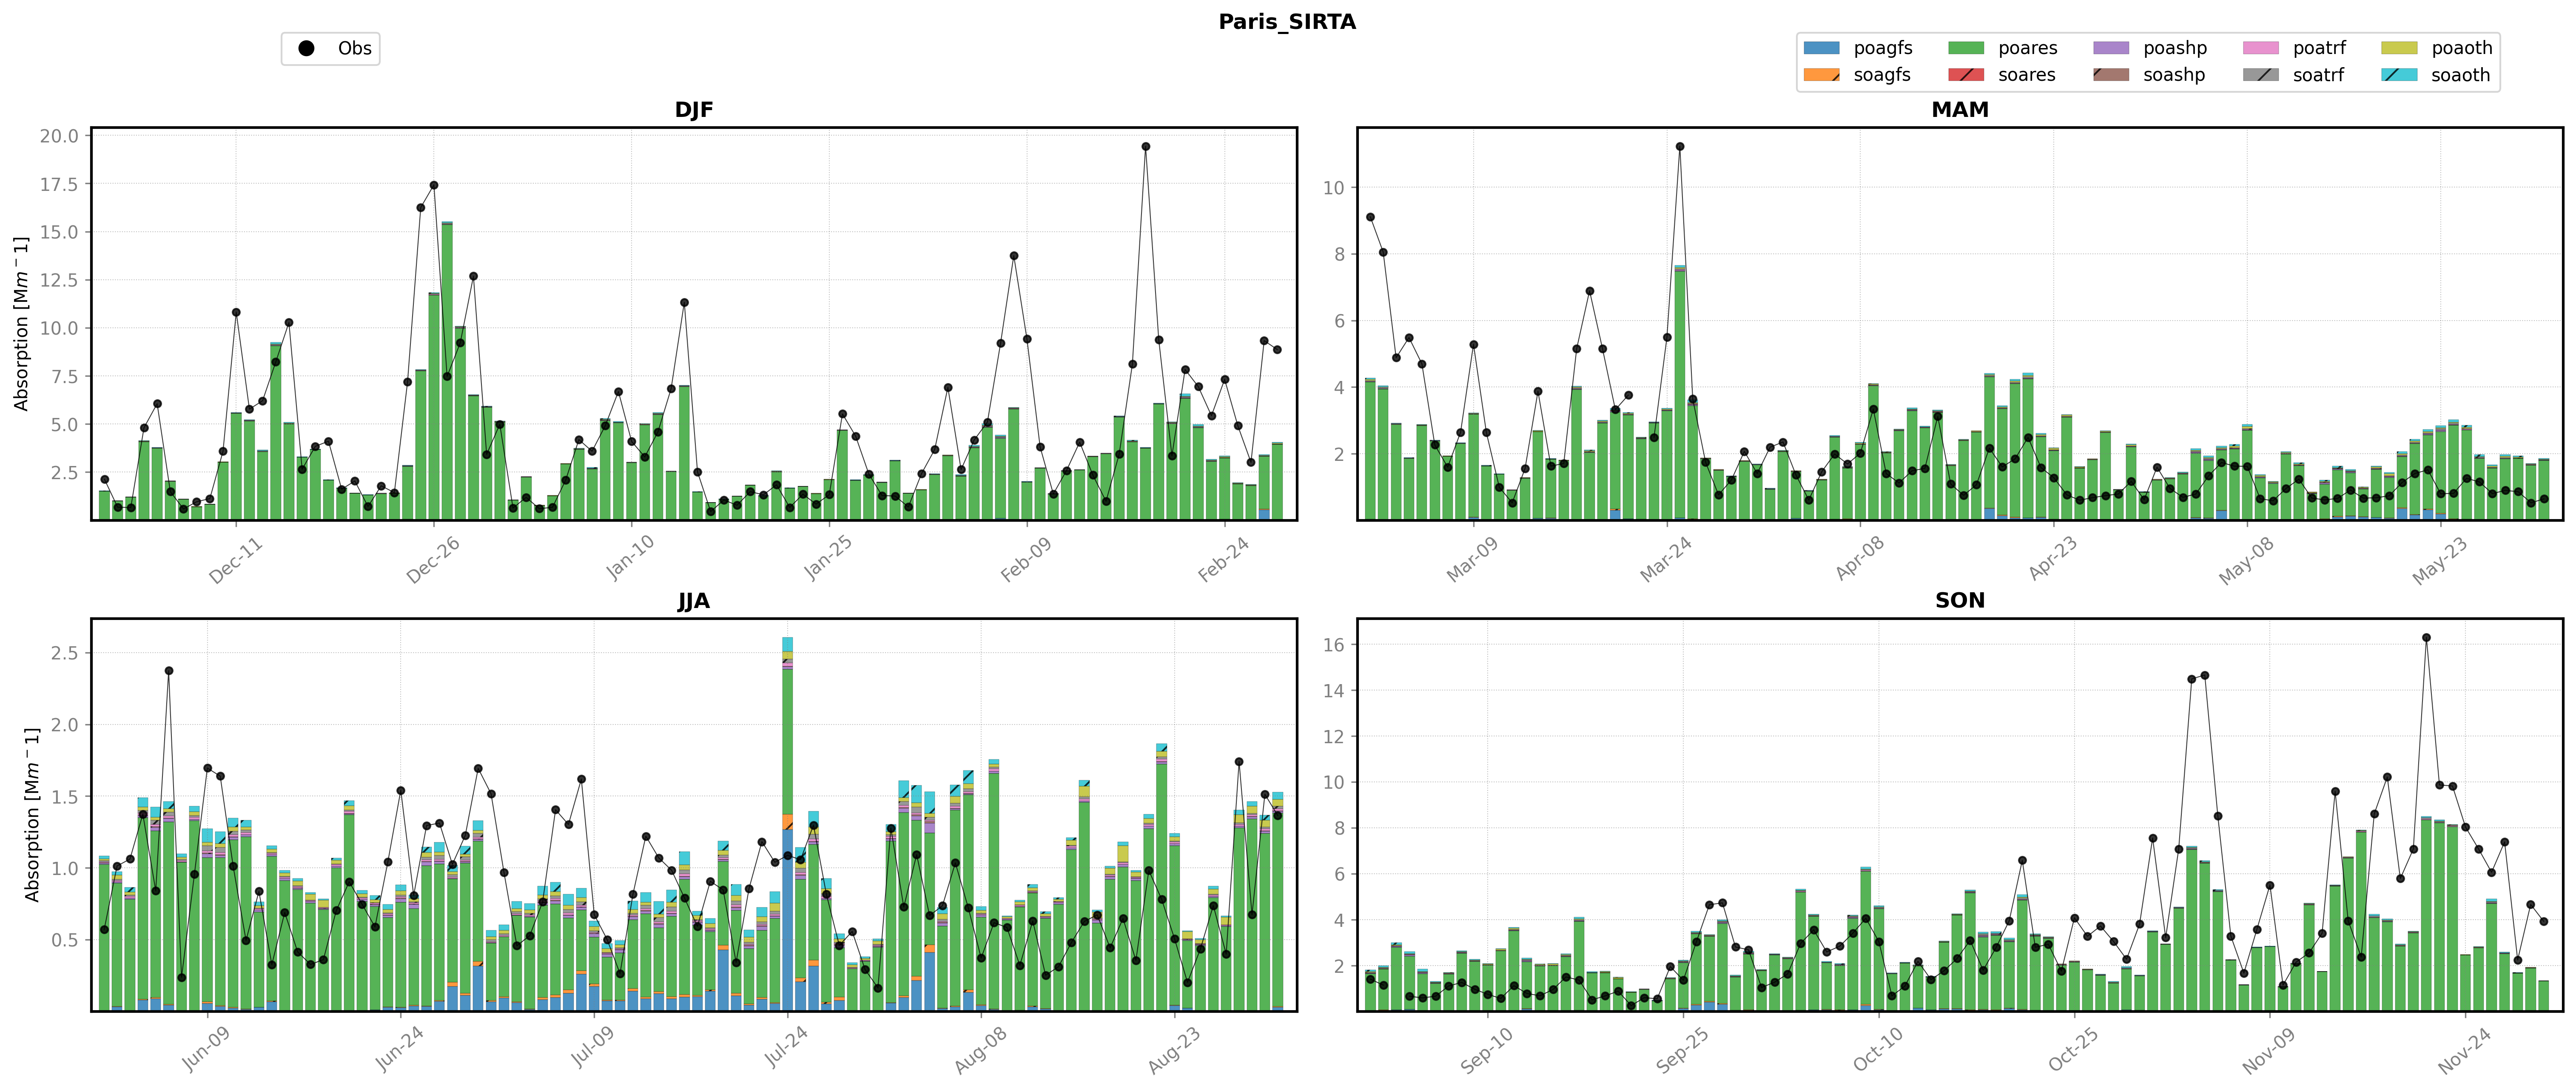 Paris_SIRTA
Obs
poagfs poares poashp poatrf poaoth
soagfs soares soashp soatrf soaoth
DJF
MAM
Absorption [Mm−1]
20.0
17.5
15.0
12.5
10.0
7.5
5.0
2.5
10
8
6
4
2
Dec-11 Dec-26 Jan-10 Jan-25 Feb-09 Feb-24
Mar-09 Mar-24 Apr-08 Apr-23 May-08 May-23
JJA
SON
Absorption [Mm−1]
2.5
2.0
1.5
1.0
0.5
16
14
12
10
8
6
4
2
Jun-09 Jun-24 Jul-09 Jul-24 Aug-08 Aug-23
Sep-10 Sep-25 Oct-10 Oct-25 Nov-09 Nov-24